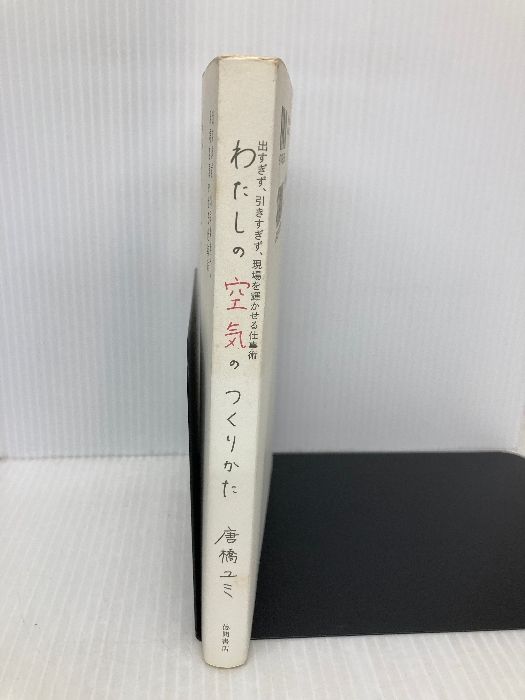 出すぎず、引きすぎず、現場を輝かせる仕事術
わたしの空気のつくりかた
唐橋ユミ
徳間書店